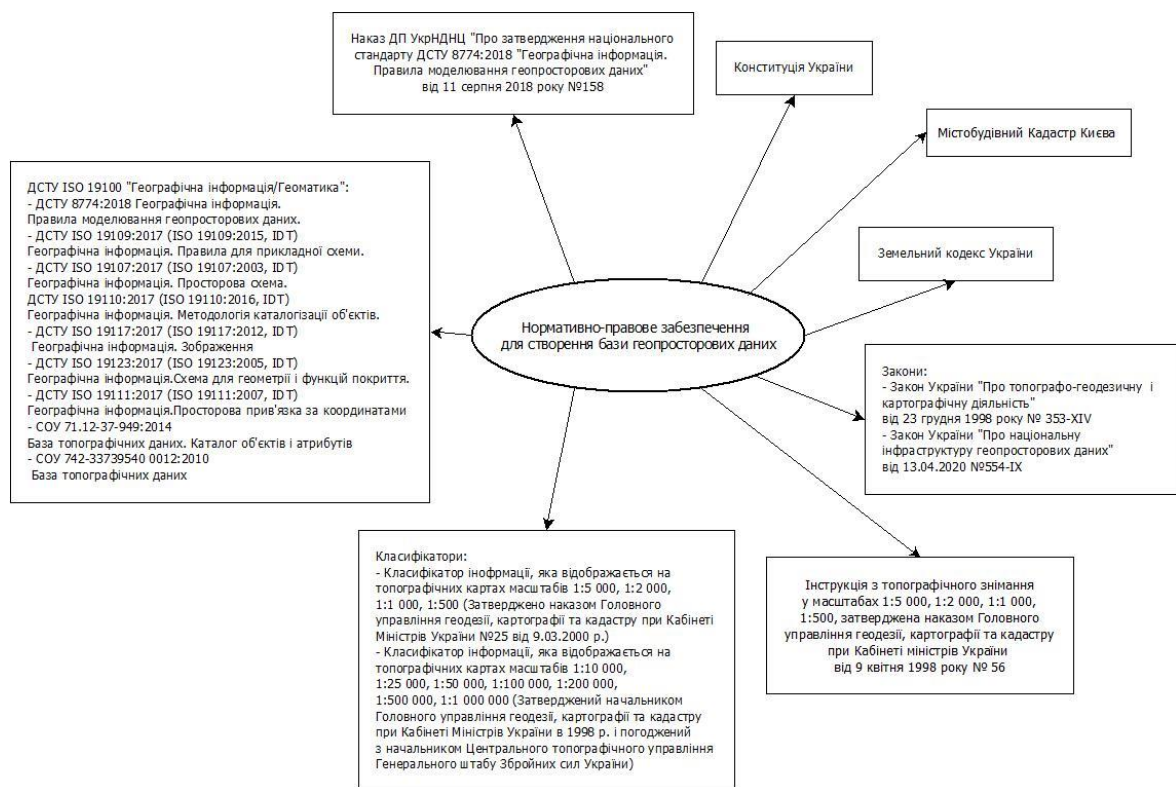 Наказ ДП УкрНДНЦ "Про затвердження національного
стандарту ДСТУ 8774:2018 "Географічна інформація.
Правила моделювання геопросторових даних"
від 11 серпня 2018 року №158
Конституція України
Містобудівний Кадастр Києва
Земельний кодекс України
ДСТУ ISO 19100 "Географічна інформація/Геоматика":
- ДСТУ 8774:2018 Географічна інформація.
Правила моделювання геопросторових даних.
- ДСТУ ISO 19109:2017 (ISO 19109:2015, IDT)
Географічна інформація. Правила для прикладної схеми.
- ДСТУ ISO 19107:2017 (ISO 19107:2003, IDT)
Географічна інформація. Просторова схема.
ДСТУ ISO 19110:2017 (ISO 19110:2016, IDT)
Географічна інформація. Методологія каталогізації об'єктів.
- ДСТУ ISO 19117:2017 (ISO 19117:2012, IDT)
Географічна інформація. Зображення
- ДСТУ ISO 19123:2017 (ISO 19123:2005, IDT)
Географічна інформація.Схема для геометрії і функцій покриття.
- ДСТУ ISO 19111:2017 (ISO 19111:2007, IDT)
Географічна інформація.Просторова прив'язка за координатами
- СОУ 71.12-37-949:2014
База топографічних даних. Каталог об'єктів і атрибутів
- СОУ 742-33739540 0012:2010
База топографічних даних
Нормативно-правове забезпечення
для створення бази геопросторових даних
Закони:
- Закон України "Про топографо-геодезичну і
картографічну діяльність"
від 23 грудня 1998 року № 353-XIV
- Закон України "Про національну
інфраструктуру геопросторових даних"
від 13.04.2020 №554-IX
Класифікатори:
- Класифікатор інофрмації, яка відображається на
топографічних картах масштабів 1:5 000, 1:2 000,
1:1 000, 1:500 (Затверджено наказом Головного
управління геодезії, картографії та кадастру при Кабінеті
Міністрів України №25 від 9.03.2000 р.)
- Класифікатор інформації, яка відображається на
топографічних картах масштабів 1:10 000,
1:25 000, 1:50 000, 1:100 000, 1:200 000,
1:500 000, 1:1 000 000 (Затверджений начальником
Головного управління геодезії, картографії та кадастру
при Кабінеті Міністрів України в 1998 р. і погоджений
з начальником Центрального топографічного управління
Генерального штабу Збройних сил України)
Інструкція з топографічного знімання
у масштабах 1:5 000, 1:2 000, 1:1 000,
1:500, затверджена наказом Головного
управління геодезії, картографії та кадастру
при Кабінеті міністрів України
від 9 квітня 1998 року № 56